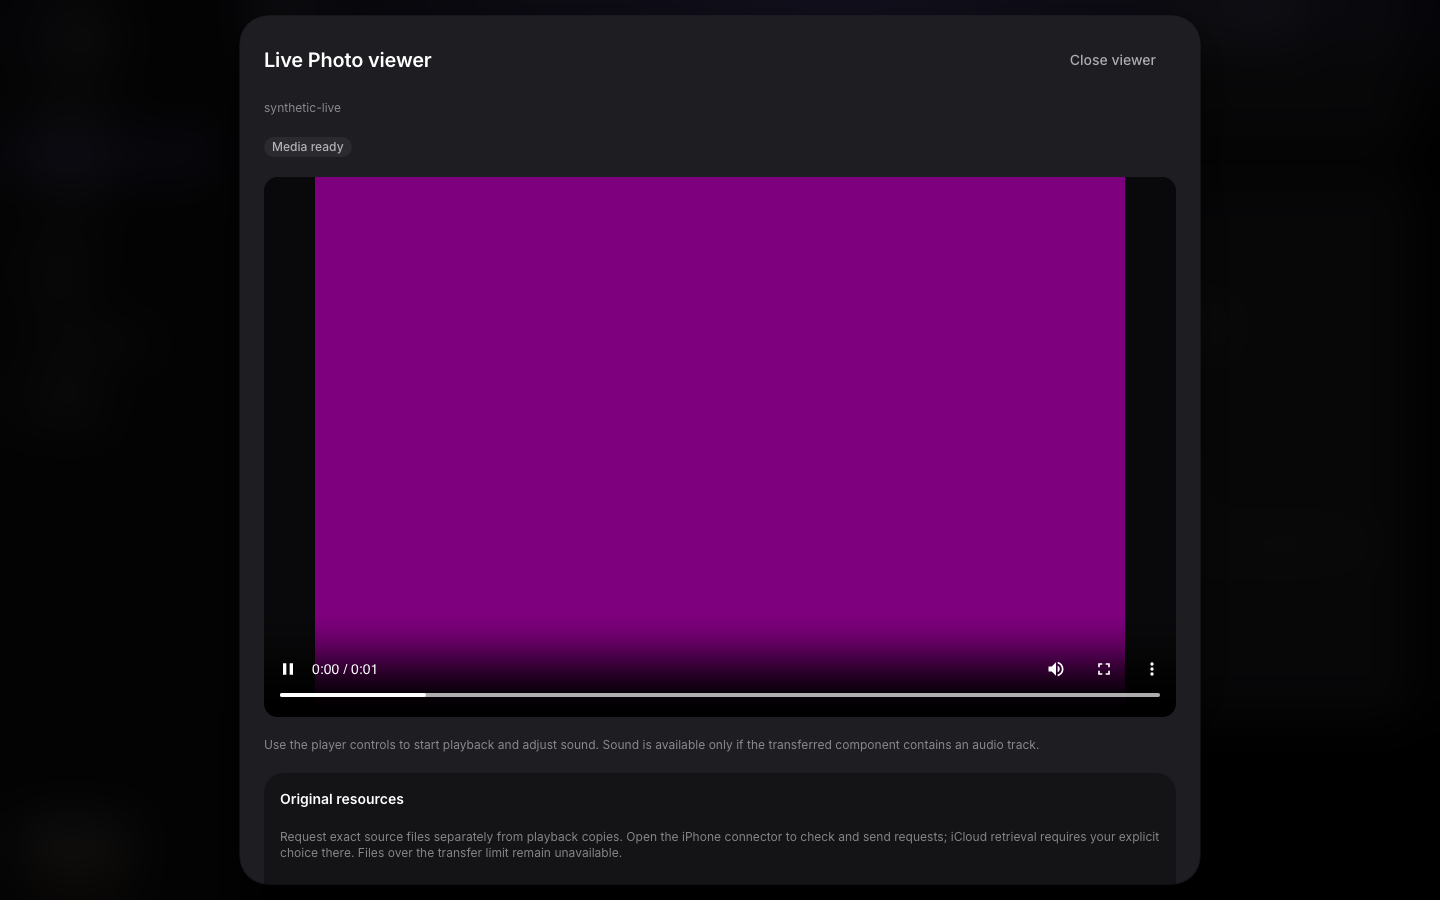 Live Photo viewer
Close viewer
synthetic-live
Media ready
0:00 / 0:01
Use the player controls to start playback and adjust sound. Sound is available only if the transferred component contains an audio track.
Original resources
Request exact source files separately from playback copies. Open the iPhone connector to check and send requests; iCloud retrieval requires your explicit
choice there. Files over the transfer limit remain unavailable.